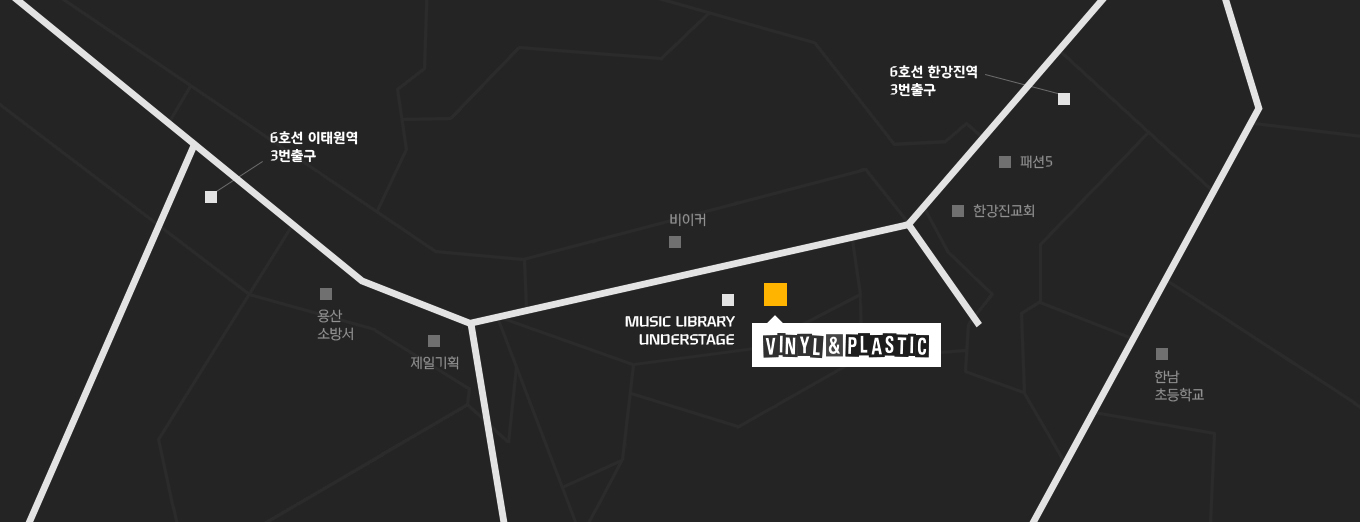 6호선 한강진역
3번출구
6호선 이태원역
3번출구
패션5
한강진교회
비이커
용산
소방서
MUSIC LIBRARY
UNDERSTAGE
VINYL&PLASTIC
제일기획
한남
초등학교